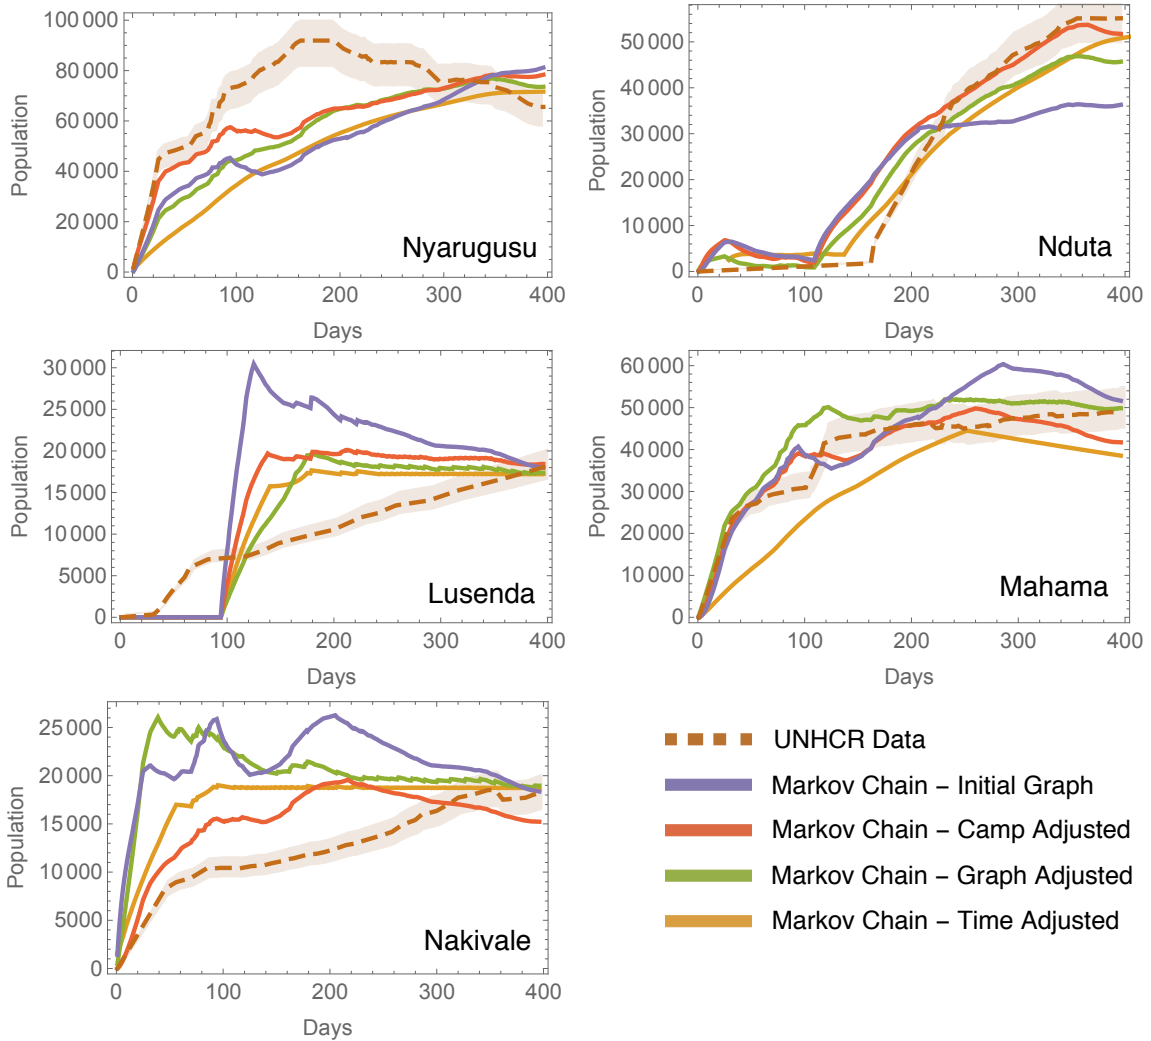 100 000
80 000
60 000
40 000
20 000
0
Population
Nyarugusu
0 100 200 300 400
Days
50 000
40 000
30 000
20 000
10 000
0
Population
Nduta
0 100 200 300 400
Days
30 000
25 000
20 000
15 000
10 000
5000
0
Population
Lusenda
0 100 200 300 400
Days
60 000
50 000
40 000
30 000
20 000
10 000
0
Population
Mahama
0 100 200 300 400
Days
25 000
20 000
15 000
10 000
5000
0
Population
Nakivale
0 100 200 300 400
Days
UNHCR Data
Markov Chain – Initial Graph
Markov Chain – Camp Adjusted
Markov Chain – Graph Adjusted
Markov Chain – Time Adjusted